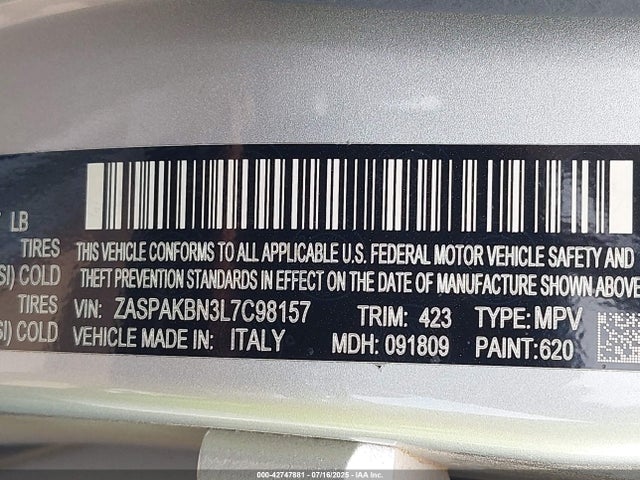 LB
TIRES
SI) COLD
TIRES
SI) COLD
THIS VEHICLE CONFORMS TO ALL APPLICABLE U.S. FEDERAL MOTOR VEHICLE SAFETY AND
THEFT PREVENTION STANDARDS IN EFFECT ON THE DATE OF MANUFACTURE SHOWN ABOVE
VIN: ZASPAKBN3L7C98157 TRIM: 423 TYPE: MPV
VEHICLE MADE IN: ITALY MDH: 091809 PAINT:620
000-42747881 - 07/16/2025 - IAA Inc.